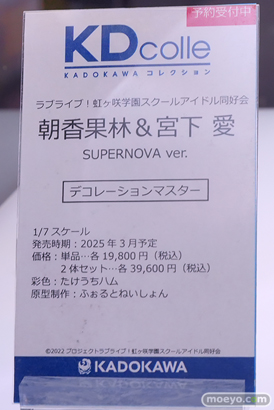 予約受付中
KDcolle
KADOKAWA コレクション
ラブライブ！虹ヶ咲学園スクールアイドル同好会
朝香果林＆宮下 愛
SUPERNOVA ver.
デコレーションマスター
1/7 スケール
発売時期：2025 年 3 月予定
価格：単品…各 19,800 円（税込）
２体セット…各 39,600 円（税込）
彩色：たけうちハム
原型制作：ふぉるとねいしょん
©2022 プロジェクトラブライブ！虹ヶ咲学園スクールアイドル同好会
KADOKAWA
moeyo.com